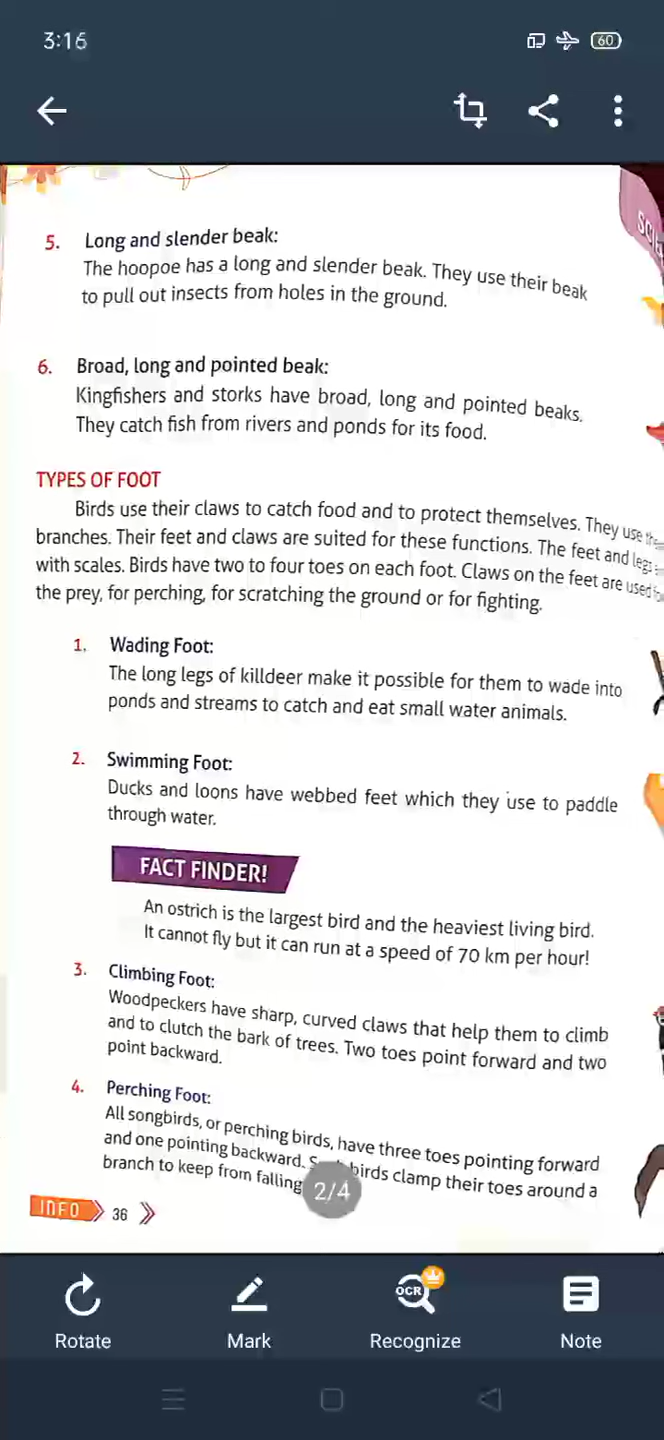 3:16
60
Scie
5. Long and slender beak:
The hoopoe has a long and slender beak. They use their beak
to pull out insects from holes in the ground.
6. Broad, long and pointed beak:
Kingfishers and storks have broad, long and pointed beaks.
They catch fish from rivers and ponds for its food.
TYPES OF FOOT
Birds use their claws to catch food and to protect themselves. They use
branches. Their feet and claws are suited for these functions. The feet and legs
with scales. Birds have two to four toes on each foot. Claws on the feet are used
the prey, for perching, for scratching the ground or for fighting.
1. Wading Foot:
The long legs of killdeer make it possible for them to wade into
ponds and streams to catch and eat small water animals.
2. Swimming Foot:
Ducks and loons have webbed feet which they use to paddle
through water.
FACT FINDER!
An ostrich is the largest bird and the heaviest living bird.
It cannot fly but it can run at a speed of 70 km per hour!
3. Climbing Foot:
Woodpeckers have sharp, curved claws that help them to climb
and to clutch the bark of trees. Two toes point forward and two
point backward.
4. Perching Foot:
All songbirds, or perching birds, have three toes pointing forward
and one pointing backward. birds clamp their toes around a
branch to keep from falling
2/4
INFO 36
OCR
Rotate Mark Recognize Note